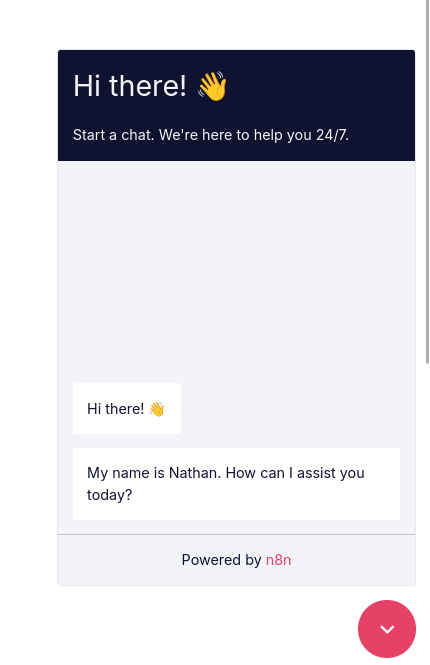 Hi there! 👋
Start a chat. We're here to help you 24/7.
Hi there! 👋
My name is Nathan. How can I assist you
today?
Powered by n8n